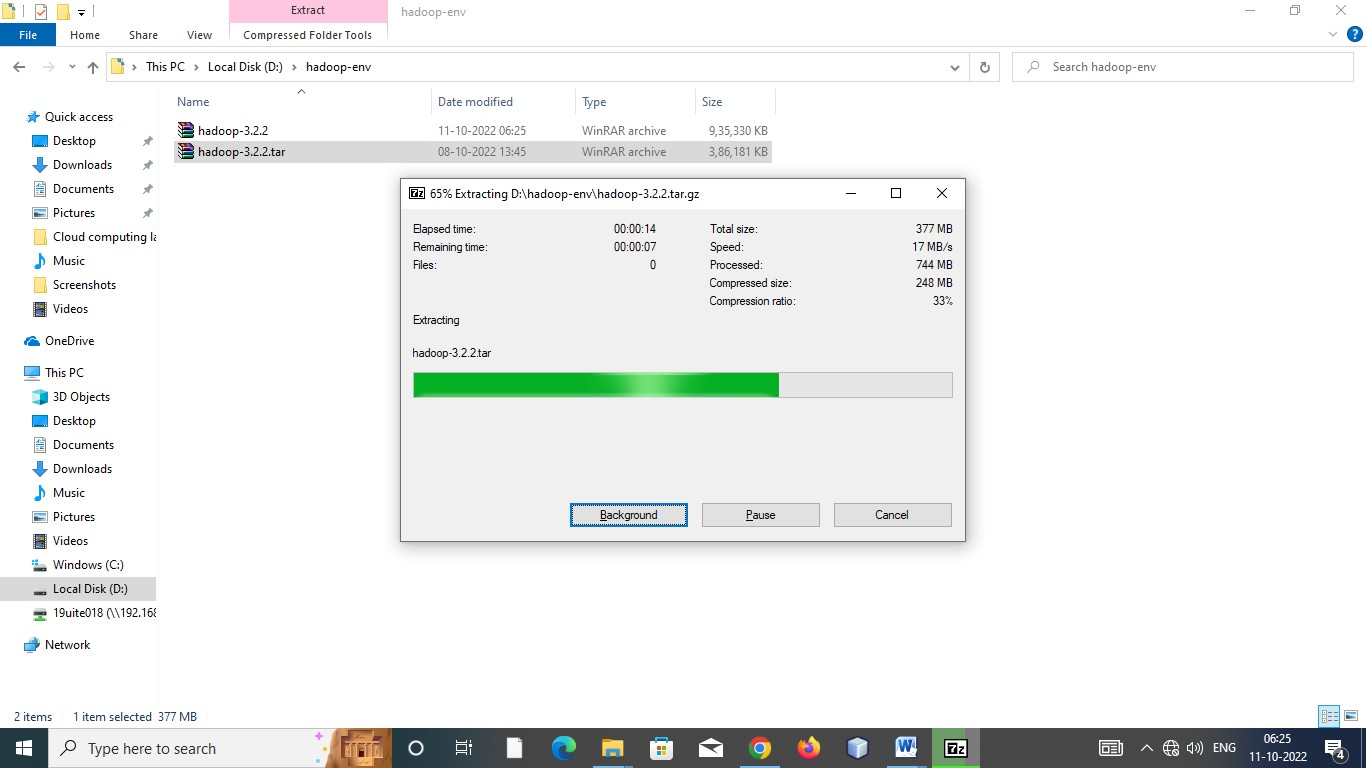 Extract
hadoop-env
File
Home
Share
View
Compressed Folder Tools
This PC
Local Disk (D:)
hadoop-env
Search hadoop-env
Name
Date modified
Type
Size
hadoop-3.2.2
11-10-2022 06:25
WinRAR archive
9,35,330 KB
hadoop-3.2.2.tar
08-10-2022 13:45
WinRAR archive
3,86,181 KB
Quick access
Desktop
Downloads
Documents
Pictures
Cloud computing la
Music
Screenshots
Videos
OneDrive
This PC
3D Objects
Desktop
Documents
Downloads
Music
Pictures
Videos
Windows (C:)
Local Disk (D:)
19uite018 (\\192.168
Network
7z
65% Extracting D:\hadoop-env\hadoop-3.2.2.tar.gz
Elapsed time: 00:00:14
Remaining time: 00:00:07
Files: 0
Total size: 377 MB
Speed: 17 MB/s
Processed: 744 MB
Compressed size: 248 MB
Compression ratio: 33%
Extracting
hadoop-3.2.2.tar
Background
Pause
Cancel
2 items
1 item selected 377 MB
Type here to search
W
7z
ENG
06:25
11-10-2022
4